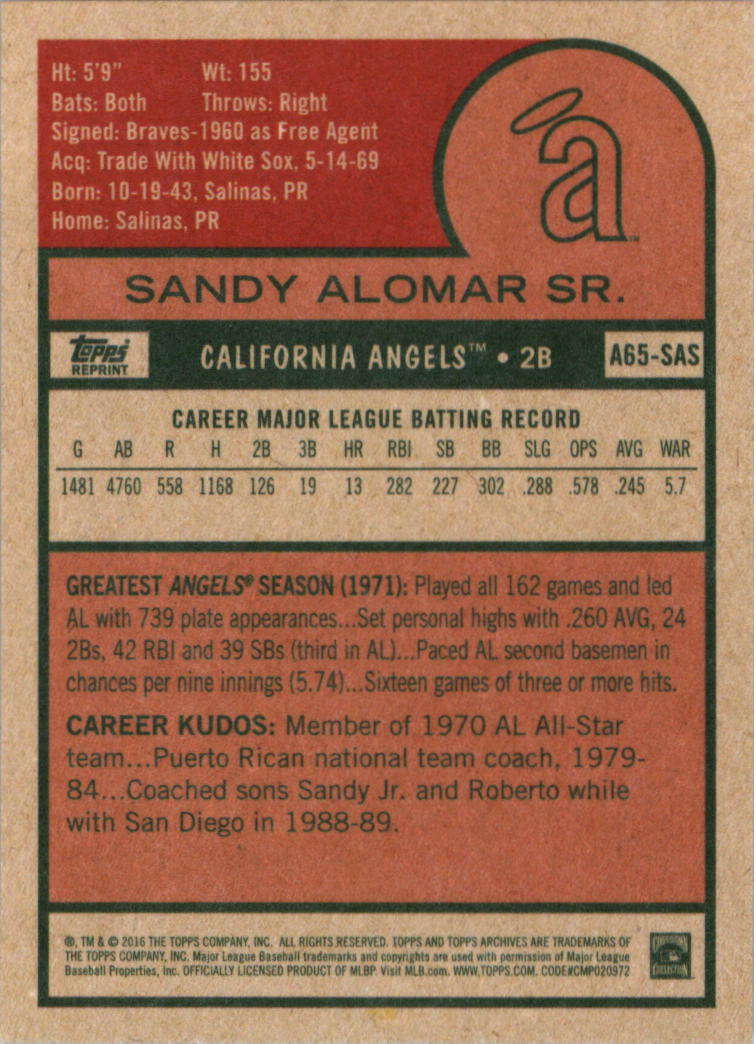 Ht: 5'9" Wt: 155
Bats: Both Throws: Right
Signed: Braves-1960 as Free Agent
Acq: Trade With White Sox, 5-14-69
Born: 10-19-43, Salinas, PR
Home: Salinas, PR
a™
SANDY ALOMAR SR.
Topps
REPRINT
CALIFORNIA ANGELS™ • 2B
A65-SAS
CAREER MAJOR LEAGUE BATTING RECORD
G AB R H 2B 3B HR RBI SB BB SLG OPS AVG WAR
1481 4760 558 1168 126 19 13 282 227 302 .288 .578 .245 5.7
GREATEST ANGELS® SEASON (1971): Played all 162 games and led
AL with 739 plate appearances...Set personal highs with .260 AVG, 24
2Bs, 42 RBI and 39 SBs (third in AL)...Paced AL second basemen in
chances per nine innings (5.74)...Sixteen games of three or more hits.
CAREER KUDOS: Member of 1970 AL All-Star
team...Puerto Rican national team coach, 1979-
84...Coached sons Sandy Jr. and Roberto while
with San Diego in 1988-89.
®, TM & © 2016 THE TOPPS COMPANY, INC. ALL RIGHTS RESERVED. TOPPS AND TOPPS ARCHIVES ARE TRADEMARKS OF
THE TOPPS COMPANY, INC. Major League Baseball trademarks and copyrights are used with permission of Major League
Baseball Properties, Inc. OFFICIALLY LICENSED PRODUCT OF MLBP. Visit MLB.com. WWW.TOPPS.COM. CODE#CMP020972
COLLECTION